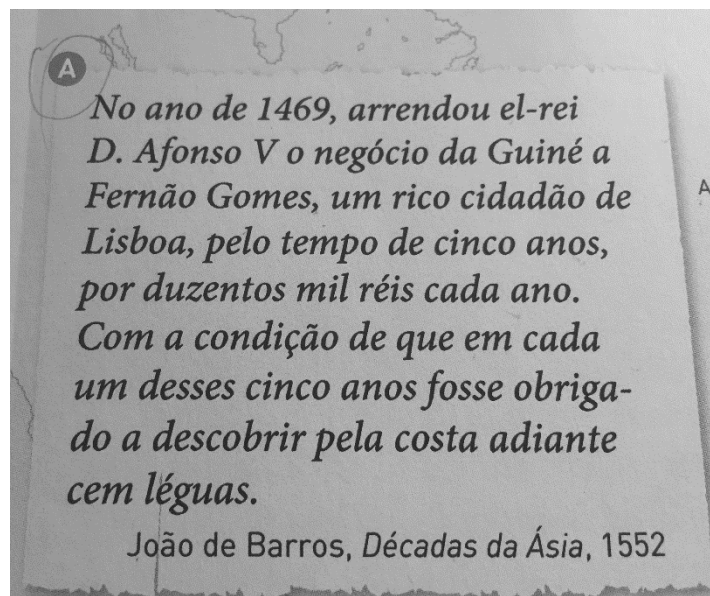 A
No ano de 1469, arrendou el-rei
D. Afonso V o negócio da Guiné a
Fernão Gomes, um rico cidadão de
Lisboa, pelo tempo de cinco anos,
por duzentos mil réis cada ano.
Com a condição de que em cada
um desses cinco anos fosse obriga-
do a descobrir pela costa adiante
cem léguas.
João de Barros, Décadas da Ásia, 1552
A